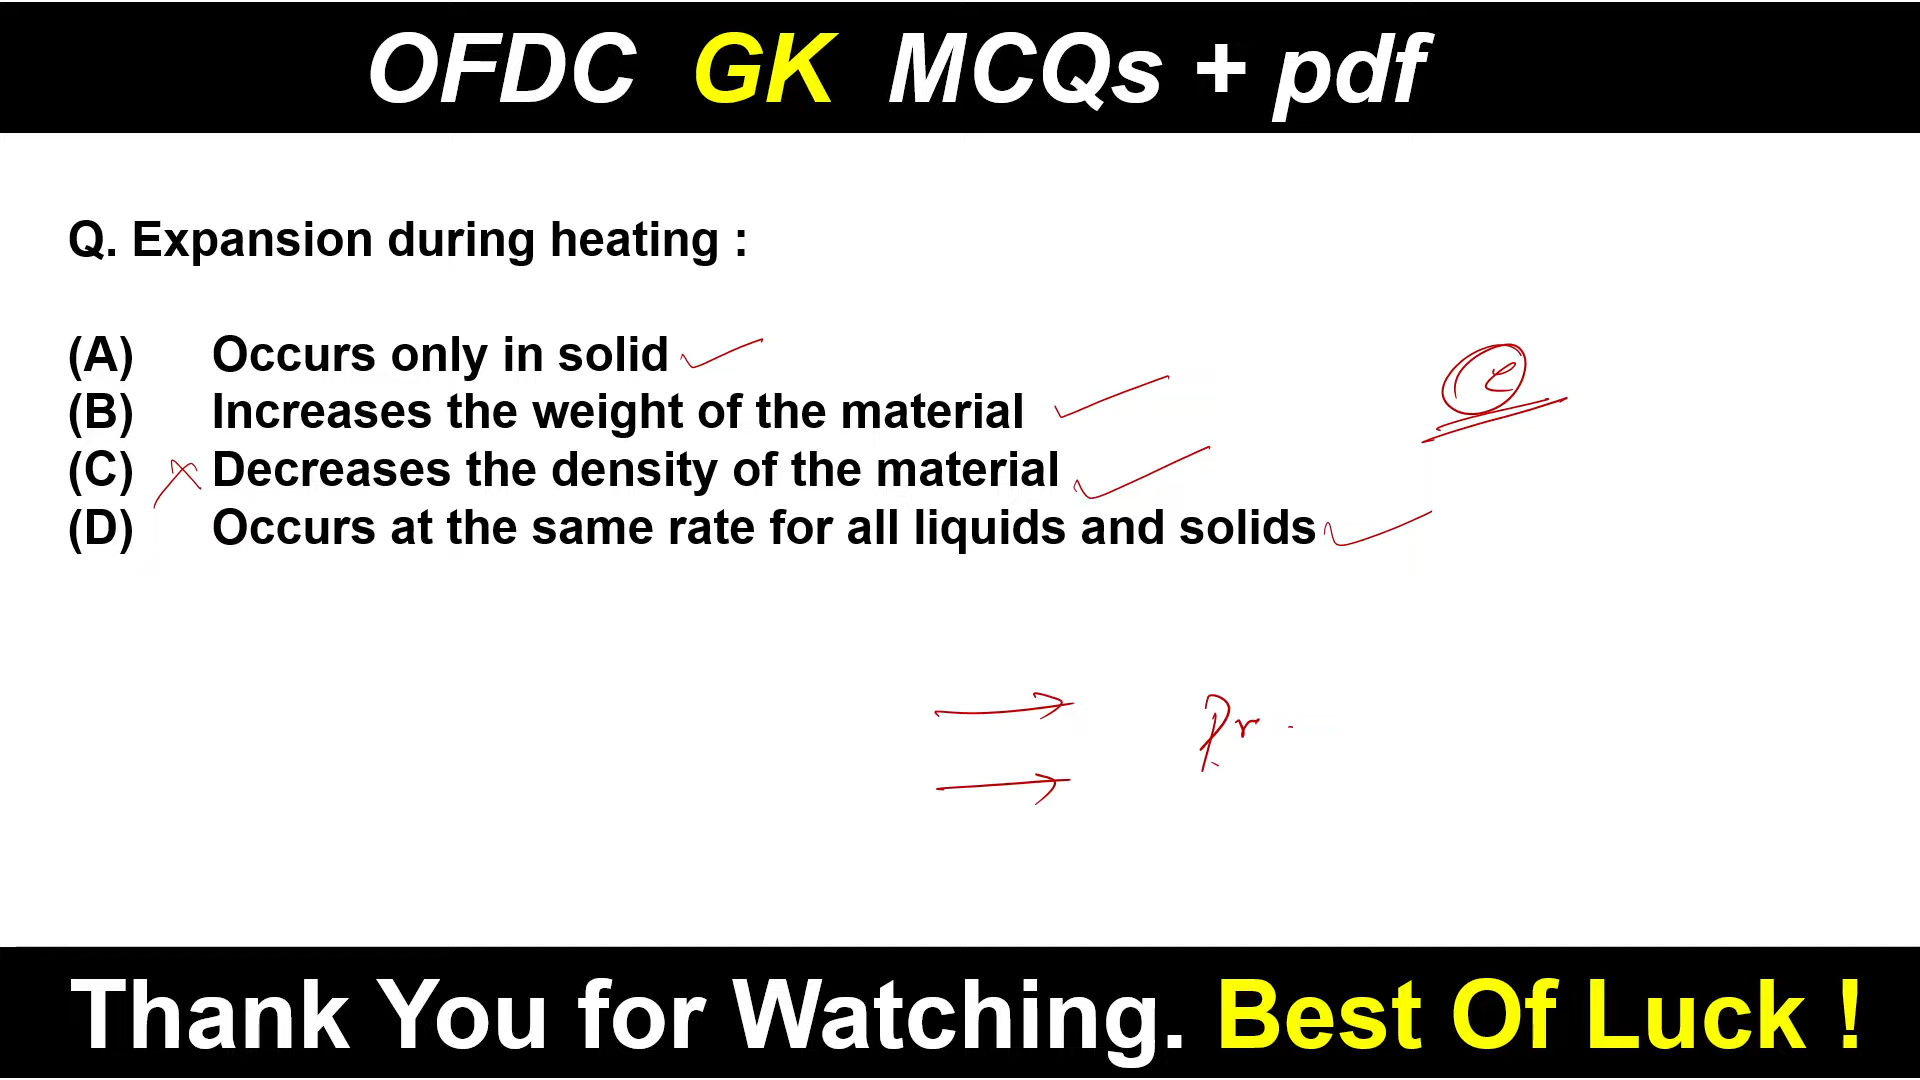 OFDC GK MCQs + pdf
Q. Expansion during heating :
(A) Occurs only in solid
(B) Increases the weight of the material
(C) Decreases the density of the material
(D) Occurs at the same rate for all liquids and solids
Pr
Thank You for Watching. Best Of Luck !